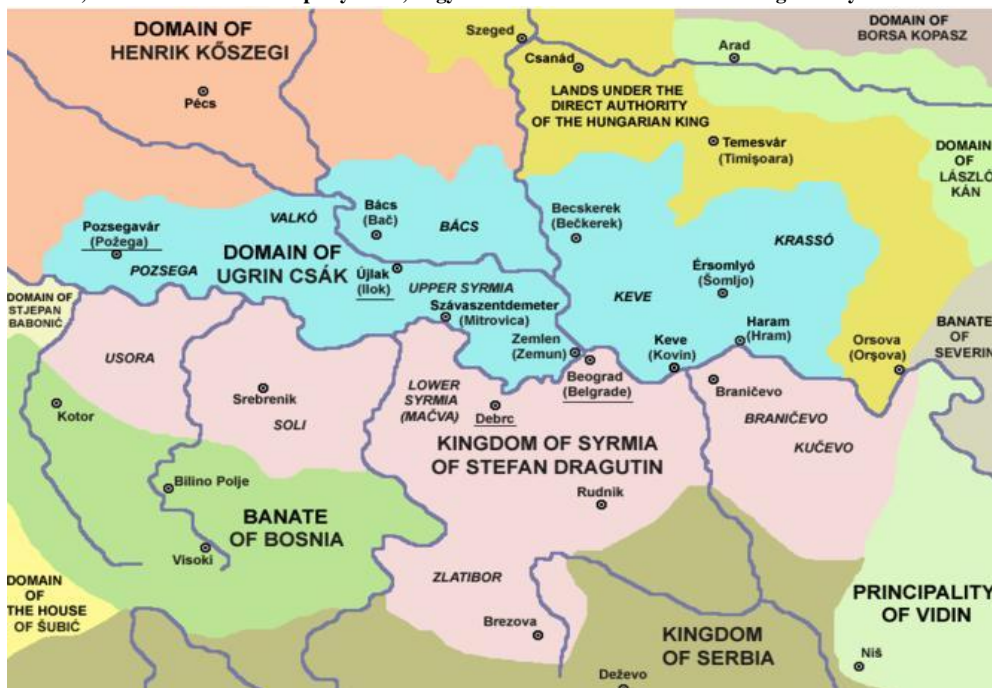 DOMAIN OF
HENRIK KŐSZEGI
Pécs
Szeged
Csanád
Arad
DOMAIN OF
BORSA KOPASZ
LANDS UNDER THE
DIRECT AUTHORITY
OF THE HUNGARIAN KING
Temesvár
(Timişoara)
DOMAIN
OF
LÁSZLÓ
KÁN
Pozsegavár
(Požega)
VALKÓ
Bács
(Bač)
BÁCS
Becskerek
(Bečkerek)
KRASSÓ
POZSEGA
DOMAIN OF
UGRIN CSÁK
Újlak
(Ilok)
UPPER SYRMIA
KEVE
Érsomlyó
(Šomljo)
Szávaszentdemeter
(Mitrovica)
DOMAIN OF
STJEPAN
BABONIĆ
Zemlen
(Zemun)
Keve
(Kovin)
Haram
(Hram)
Orsova
(Orşova)
BANATE
OF
SEVERIN
USORA
Srebrenik
SOLI
LOWER
SYRMIA
(MAČVA)
Debrc
Beograd
(Belgrade)
Braničevo
BRANIČEVO
KUČEVO
Kotor
KINGDOM OF SYRMIA
OF STEFAN DRAGUTIN
Bilino Polje
Rudnik
BANATE
OF BOSNIA
Visoki
DOMAIN
OF
THE HOUSE
OF ŠUBIĆ
ZLATIBOR
Brezova
KINGDOM
OF SERBIA
Deževo
PRINCIPALITY
OF VIDIN
Niš